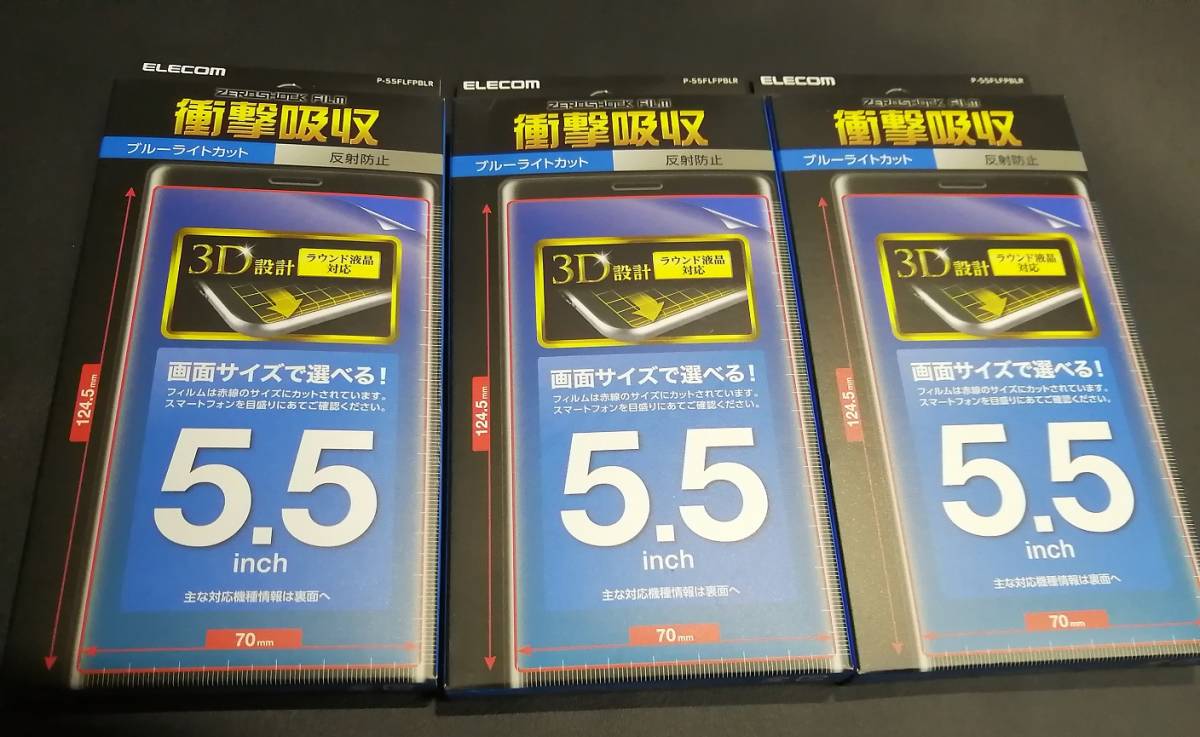 ELECOM
P-55FLFPBLR
ZEROSHOCK FILM
衝撃吸収
ブルーライトカット
反射防止
3D設計
ラウンド液晶
対応
画面サイズで選べる!
フィルムは赤線のサイズにカットされています。
スマートフォンを目盛りにあてご確認ください。
5.5
inch
主な対応機種情報は裏面へ
124.5mm
70mm
ELECOM
P-55FLFPBLR
ZEROSHOCK FILM
衝撃吸収
ブルーライトカット
反射防止
3D設計
ラウンド液晶
対応
画面サイズで選べる!
フィルムは赤線のサイズにカットされています。
スマートフォンを目盛りにあてご確認ください。
5.5
inch
主な対応機種情報は裏面へ
124.5mm
70mm
ELECOM
P-55FLFPBLR
ZEROSHOCK FILM
衝撃吸収
ブルーライトカット
反射防止
3D設計
ラウンド液晶
対応
画面サイズで選べる!
フィルムは赤線のサイズにカットされています。
スマートフォンを目盛りにあてご確認ください。
5.5
inch
主な対応機種情報は裏面へ
124.5mm
70mm